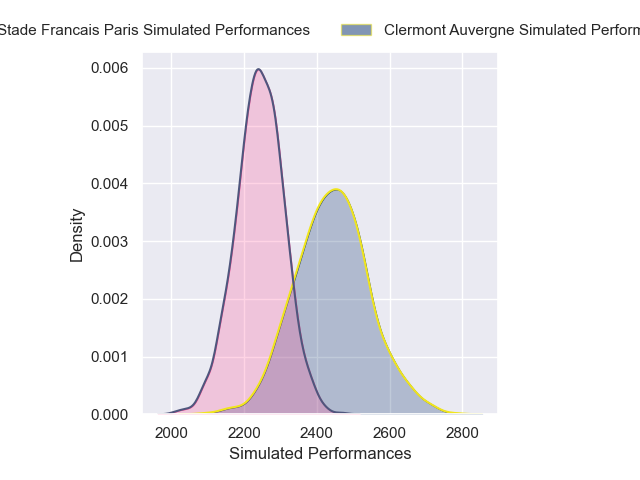 Stade Francais Paris Simulated Performances
Clermont Auvergne Simulated Perform
0.006
0.005
0.004
0.003
0.002
0.001
0.000
Density
2000 2200 2400 2600 2800
Simulated Performances